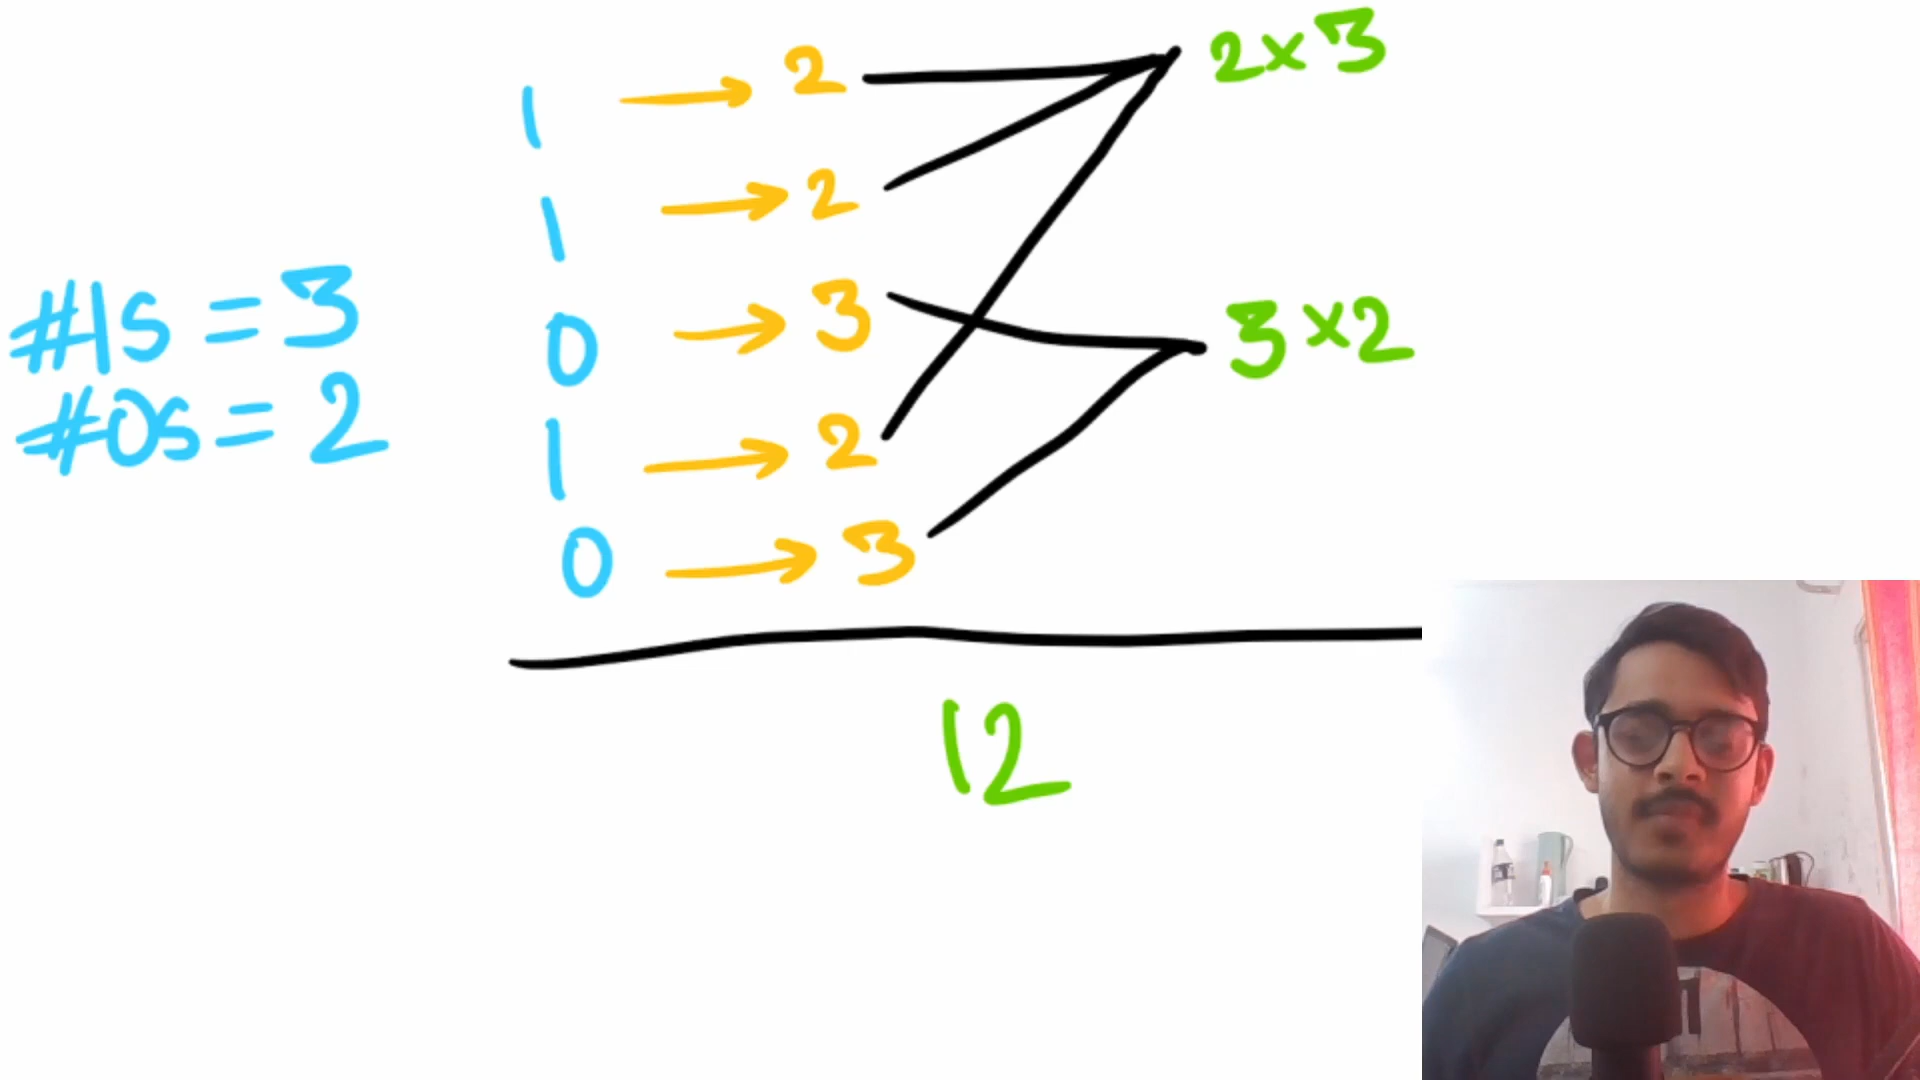 1 → 2
2×3
1 → 2
#1s = 3
0 → 3
3×2
#0s = 2
1 → 2
0 → 3
12